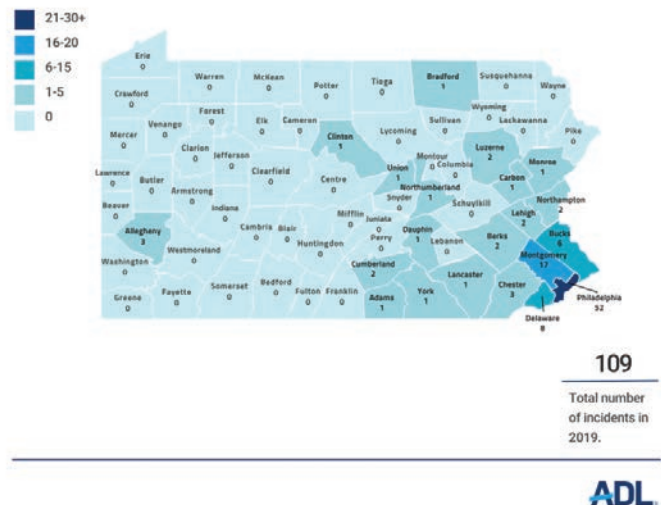 21-30+
16-20
6-15
1-5
0
Erie
0
Crawford
0
Warren
0
McKean
0
Potter
0
Tioga
0
Bradford
1
Susquehanna
0
Wayne
0
Wyoming
0
Mercer
0
Venango
0
Forest
0
Elk
0
Cameron
0
Clinton
1
Lycoming
0
Sullivan
0
Lackawanna
0
Pike
0
Lawrence
0
Butler
0
Clarion
0
Jefferson
0
Clearfield
0
Centre
0
Union
1
Montour
0
Columbia
0
Luzerne
2
Monroe
1
Carbon
1
Northumberland
1
Snyder
0
Beaver
0
Armstrong
0
Indiana
0
Cambria
0
Blair
0
Huntingdon
0
Mifflin
0
Juniata
0
Perry
0
Dauphin
1
Schuylkill
0
Lebanon
0
Berks
2
Lehigh
2
Northampton
2
Bucks
6
Alleghany
3
Washington
0
Westmoreland
0
Cumberland
2
Lancaster
1
Montgomery
17
Chester
3
Greene
0
Fayette
0
Somerset
0
Bedford
0
Fulton
0
Franklin
0
Adams
1
York
1
Philadelphia
52
Delaware
8
109
Total number
of incidents in
2019.
ADL